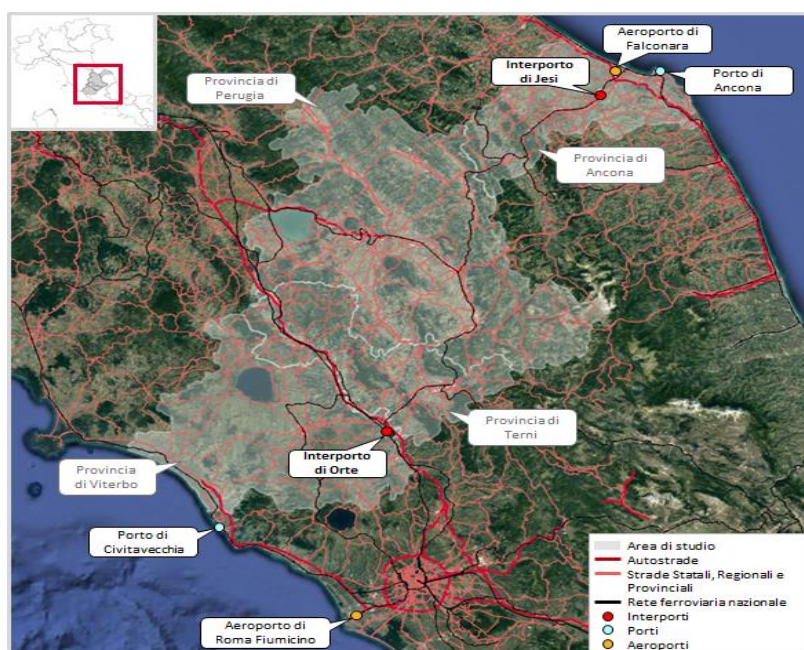 Aeroporto di
Falconara
Interporto
di Jesi
Porto di
Ancona
Provincia di
Perugia
Provincia di
Ancona
Provincia di
Terni
Interporto
di Orte
Provincia
di Viterbo
Porto di
Civitavecchia
Aeroporto di
Roma Fiumicino
Area di studio
Autostrade
Strade Statali, Regionali e
Provinciali
Rete ferroviaria nazionale
Interporti
Porti
Aeroporti